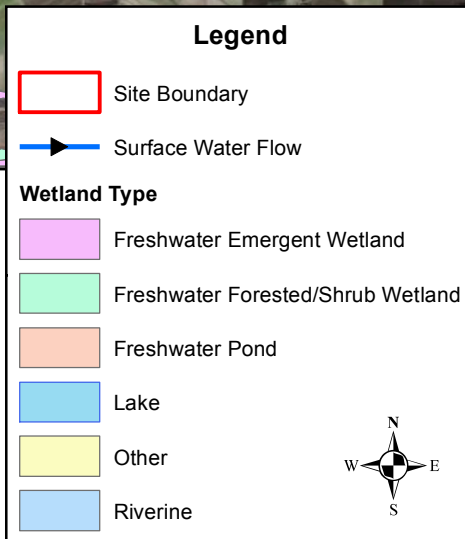 Legend
Site Boundary
Surface Water Flow
Wetland Type
Freshwater Emergent Wetland
Freshwater Forested/Shrub Wetland
Freshwater Pond
Lake
Other
Riverine
N
W E
S